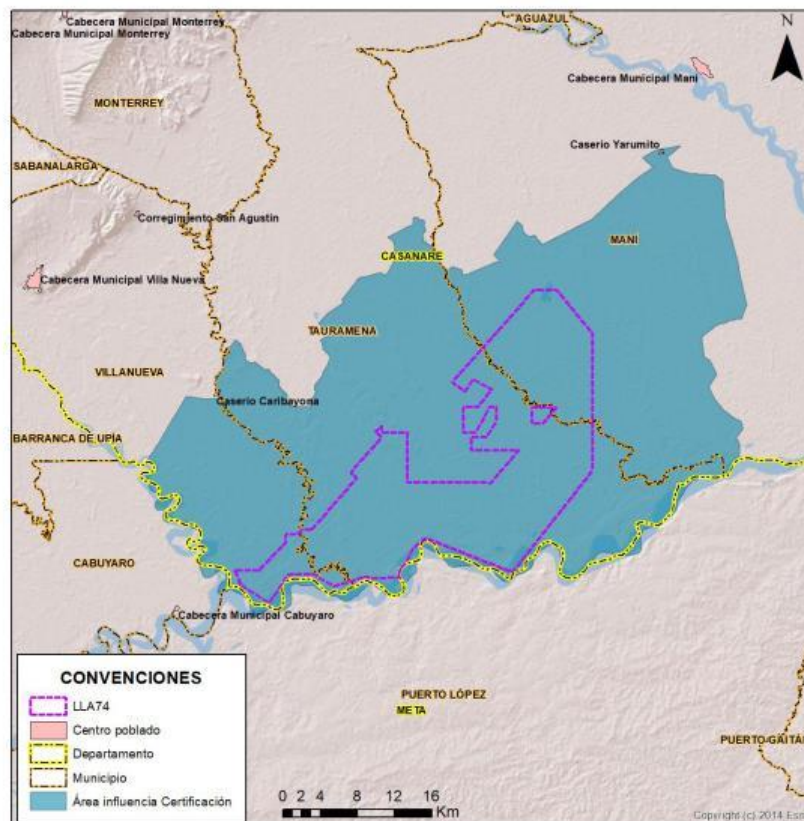 Cabecera Municipal Monterrey
Cabecera Municipal Monterrey
AGUAZUL
N
Cabecera Municipal Maní
MONTERREY
Caserio Yarumito
SABANALARGA
Corregimiento San Agustin
MANÍ
CASANARE
Cabecera Municipal Villa Nueva
TAURAMENA
VILLANUEVA
Caserio Caribayona
BARRANCA DE UPÍA
CABUYARO
Cabecera Municipal Cabuyaro
CONVENCIONES
LLA74
Centro poblado
Departamento
Municipio
Área influencia Certificación
PUERTO LÓPEZ
META
PUERTO GAITÁN
0 2 4 8 12 16
Km
Copyright (c) 2014 Esri